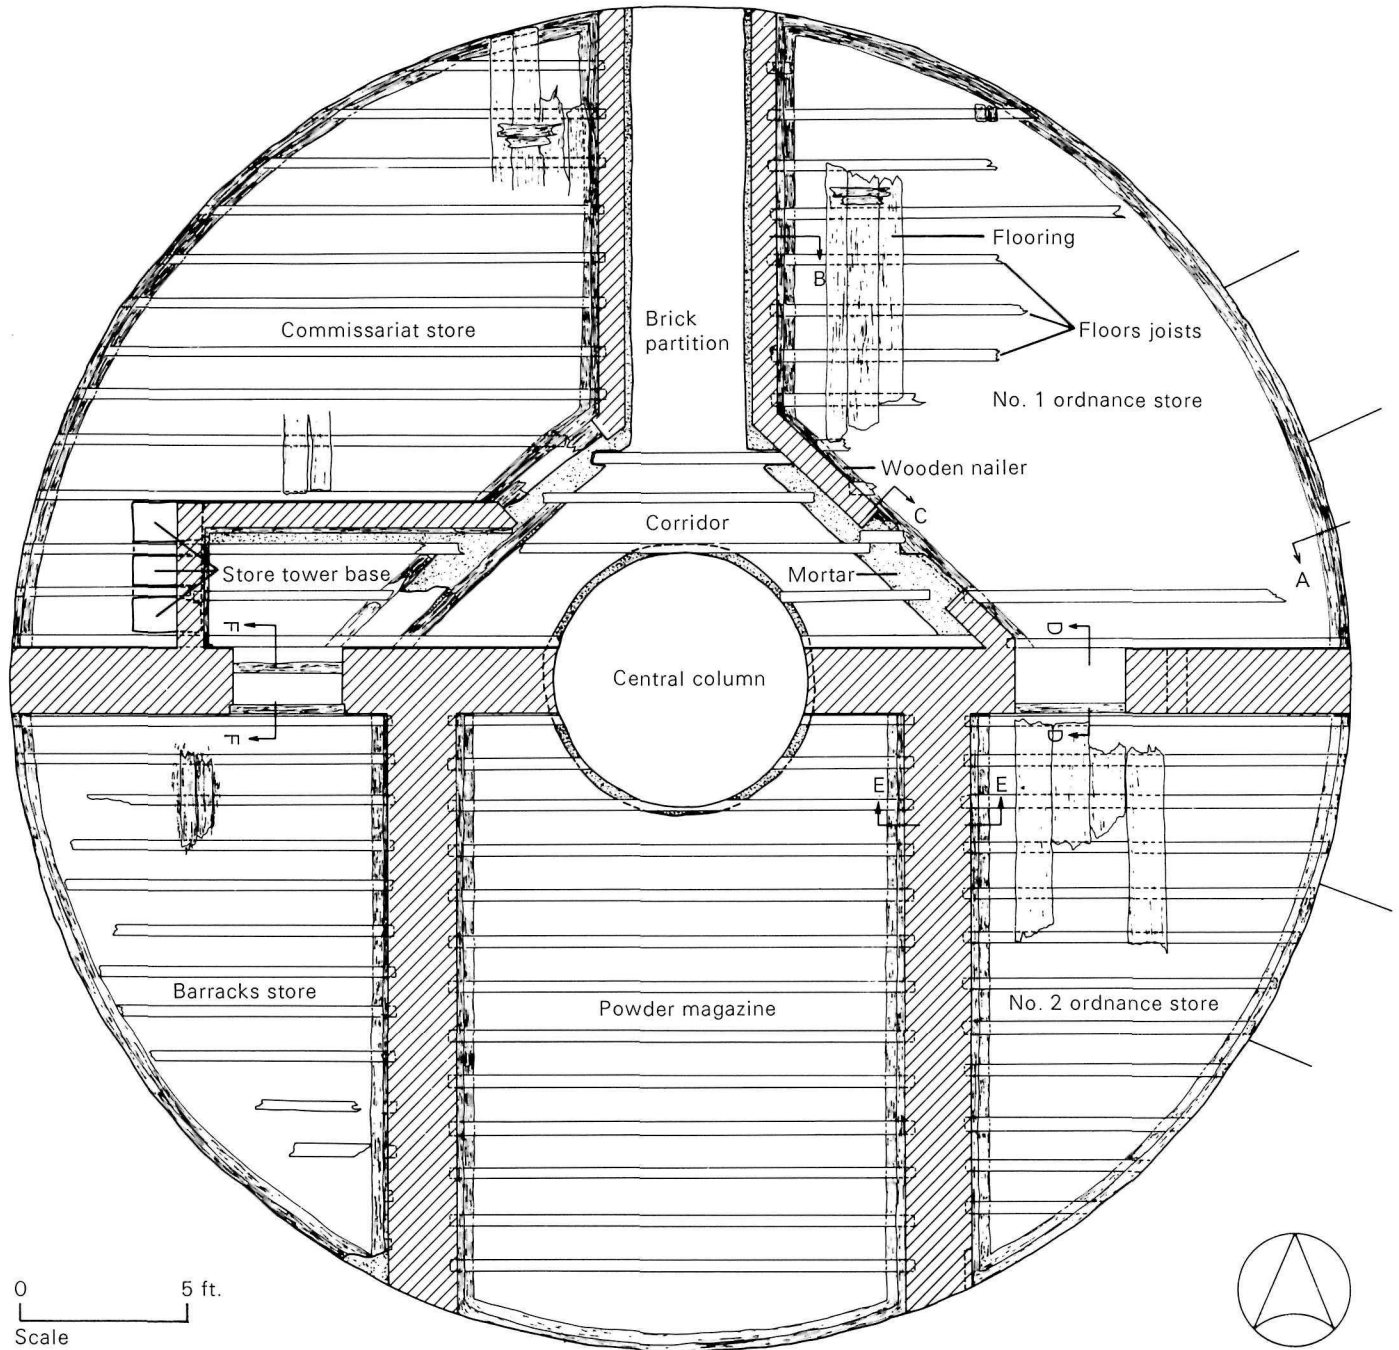 Flooring
B
Commissariat store
Brick
partition
Floors joists
No. 1 ordnance store
Wooden nailer
C
Corridor
Store tower base
Mortar
A
F
D
Central column
F
D
E
E
Barracks store
Powder magazine
No. 2 ordnance store
0 5 ft.
Scale